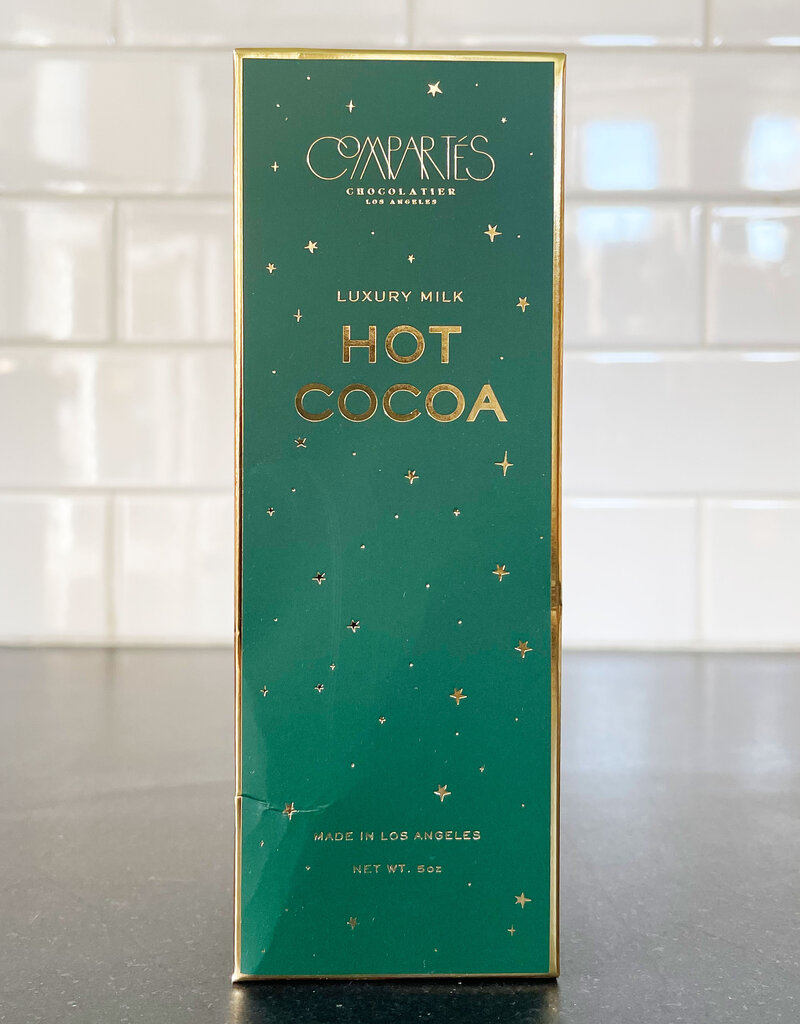 COMPARTÉS
CHOCOLATIER
LOS ANGELES
LUXURY MILK
HOT
COCOA
MADE IN LOS ANGELES
NET WT. 5oz